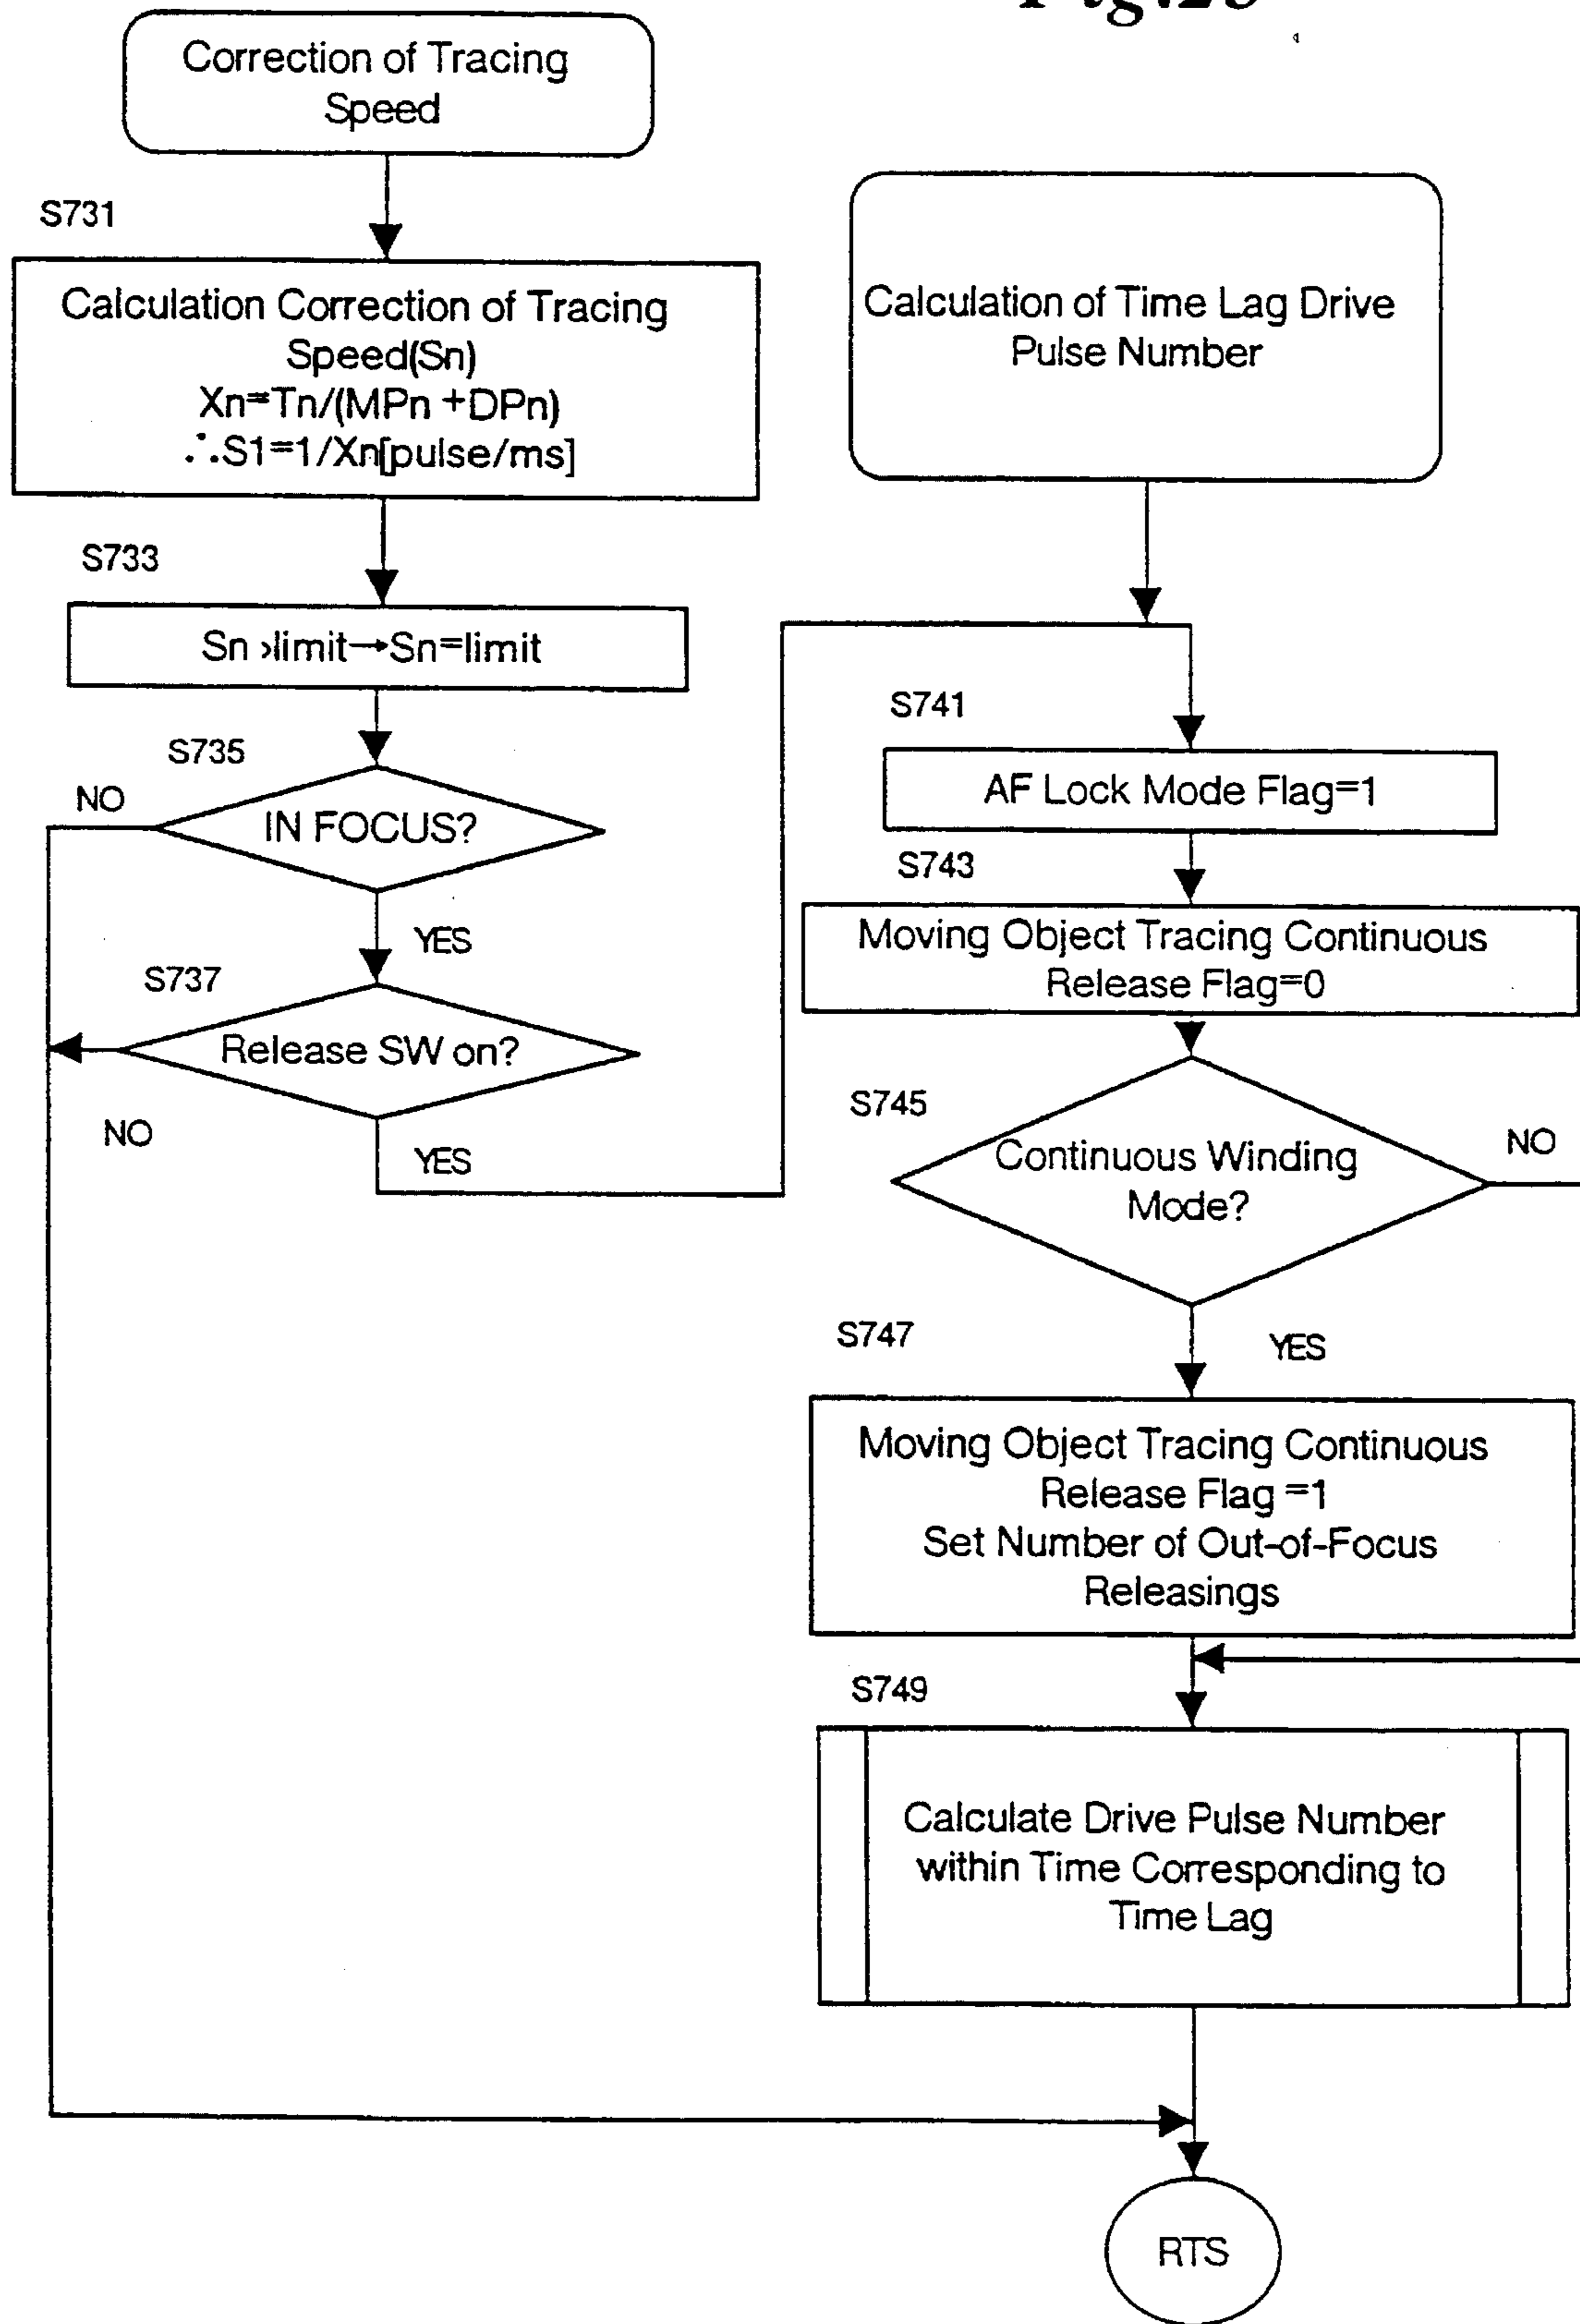 Correction of Tracing
Speed
S731
Calculation Correction of Tracing
Speed(Sn)
Xn=Tn/(MPn +DPn)
∴S1=1/Xn[pulse/ms]
S733
Sn >limit→Sn=limit
S735
NO
IN FOCUS?
YES
S737
Release SW on?
NO
YES
Calculation of Time Lag Drive
Pulse Number
S741
AF Lock Mode Flag=1
S743
Moving Object Tracing Continuous
Release Flag=0
S745
Continuous Winding
Mode?
NO
S747
YES
Moving Object Tracing Continuous
Release Flag =1
Set Number of Out-of-Focus
Releasings
S749
Calculate Drive Pulse Number
within Time Corresponding to
Time Lag
RTS